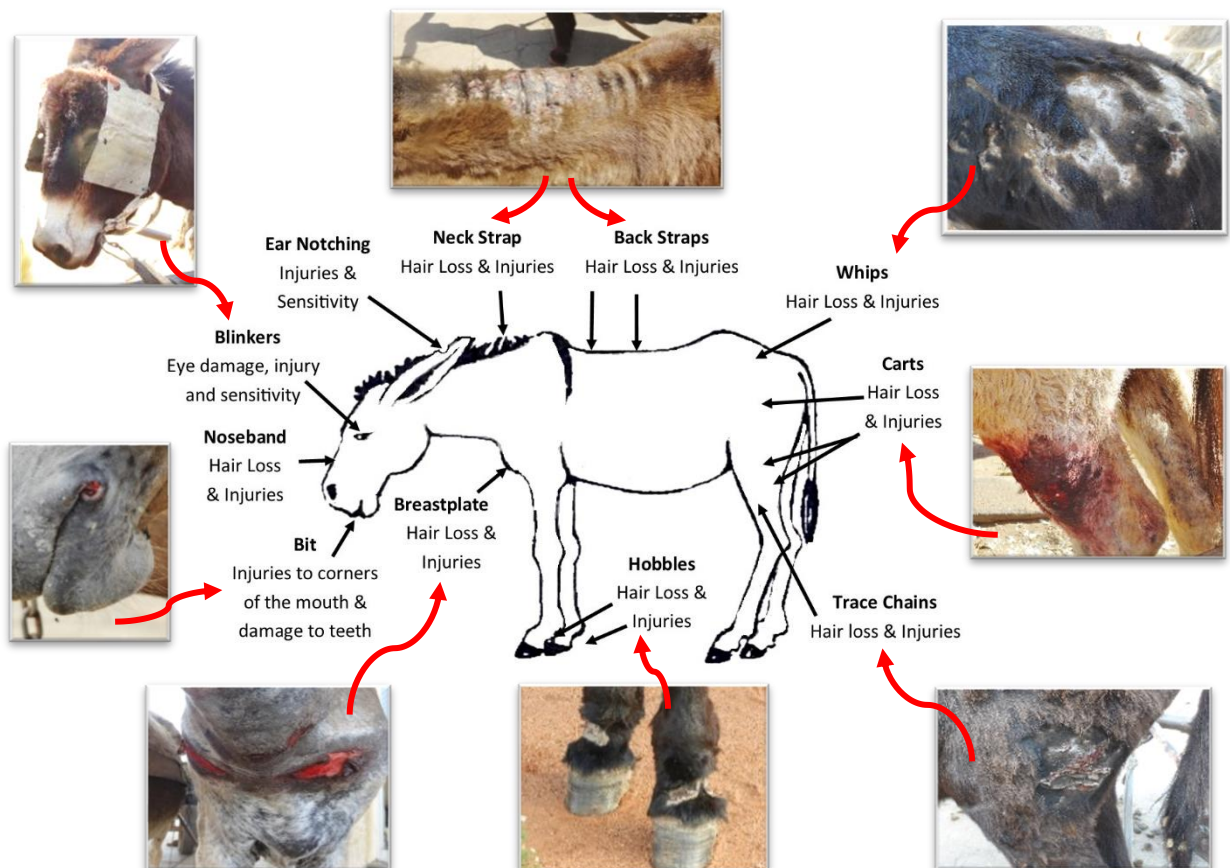 Ear Notching
Injuries &
Sensitivity
Neck Strap
Hair Loss & Injuries
Back Straps
Hair Loss & Injuries
Whips
Hair Loss & Injuries
Blinkers
Eye damage, injury
and sensitivity
Carts
Hair Loss
& Injuries
Noseband
Hair Loss
& Injuries
Breastplate
Hair Loss &
Injuries
Bit
Injuries to corners
of the mouth &
damage to teeth
Hobbles
Hair Loss &
Injuries
Trace Chains
Hair loss & Injuries